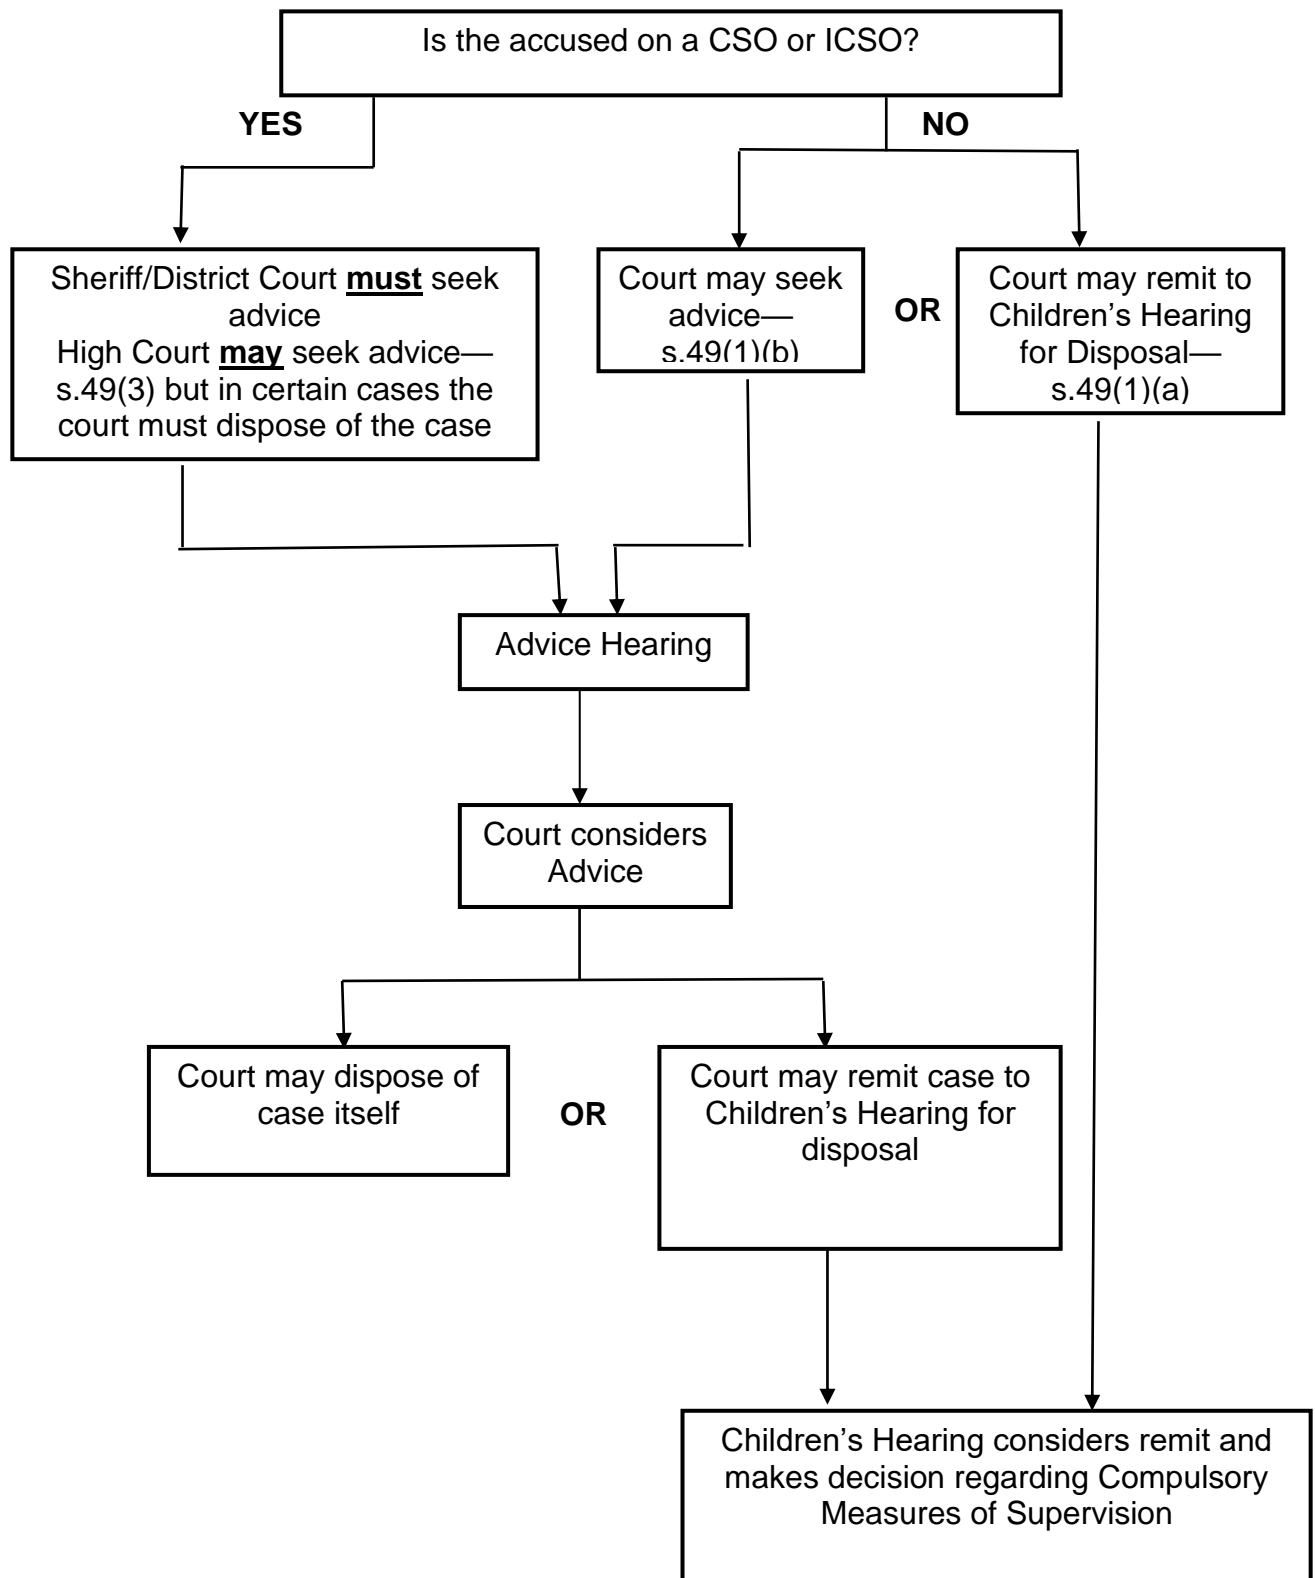 Is the accused on a CSO or ICSO?
YES
NO
Sheriff/District Court must seek
advice
High Court may seek advice—
s.49(3) but in certain cases the
court must dispose of the case
Court may seek
advice—
s.49(1)(b)
OR
Court may remit to
Children’s Hearing
for Disposal—
s.49(1)(a)
Advice Hearing
Court considers
Advice
Court may dispose of
case itself
OR
Court may remit case to
Children’s Hearing for
disposal
Children’s Hearing considers remit and
makes decision regarding Compulsory
Measures of Supervision